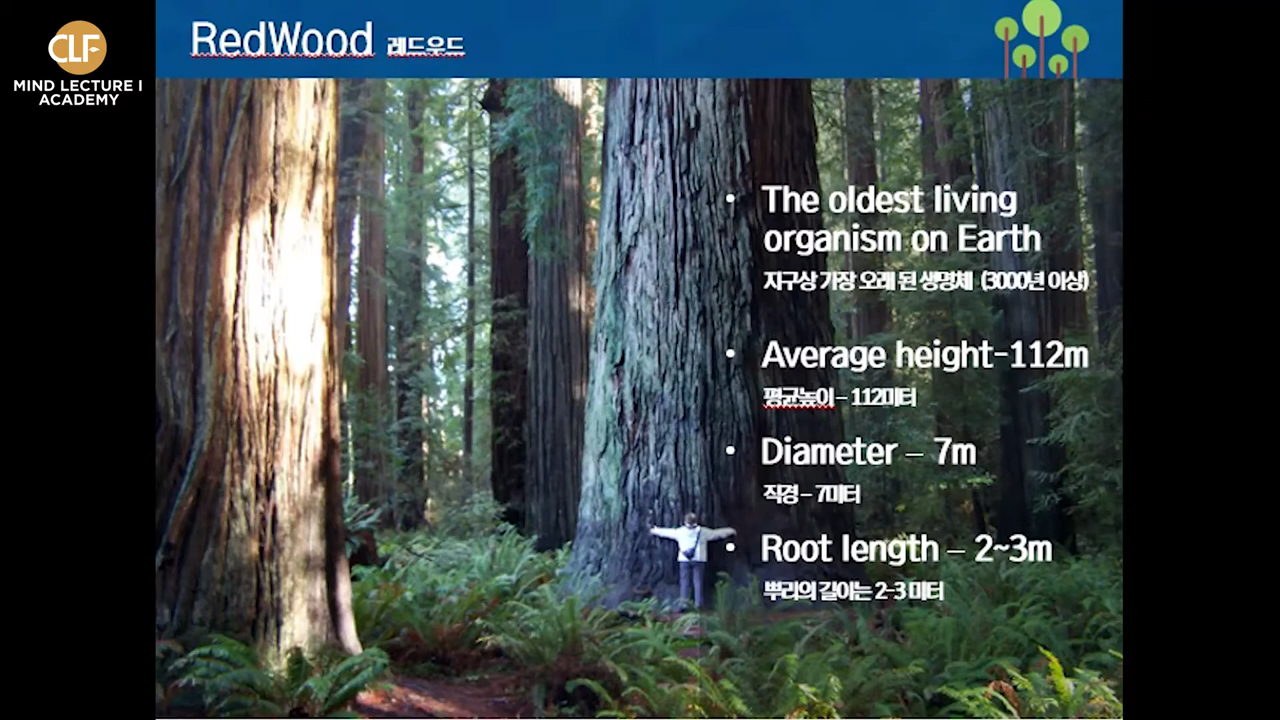 CLF
MIND LECTURE I
ACADEMY
RedWood 레드우드
• The oldest living
organism on Earth
지구상 가장 오래 된 생명체 (3000년 이상)
• Average height-112m
평균높이 – 112미터
• Diameter – 7m
직경 – 7미터
• Root length – 2~3m
뿌리의 길이는 2-3 미터